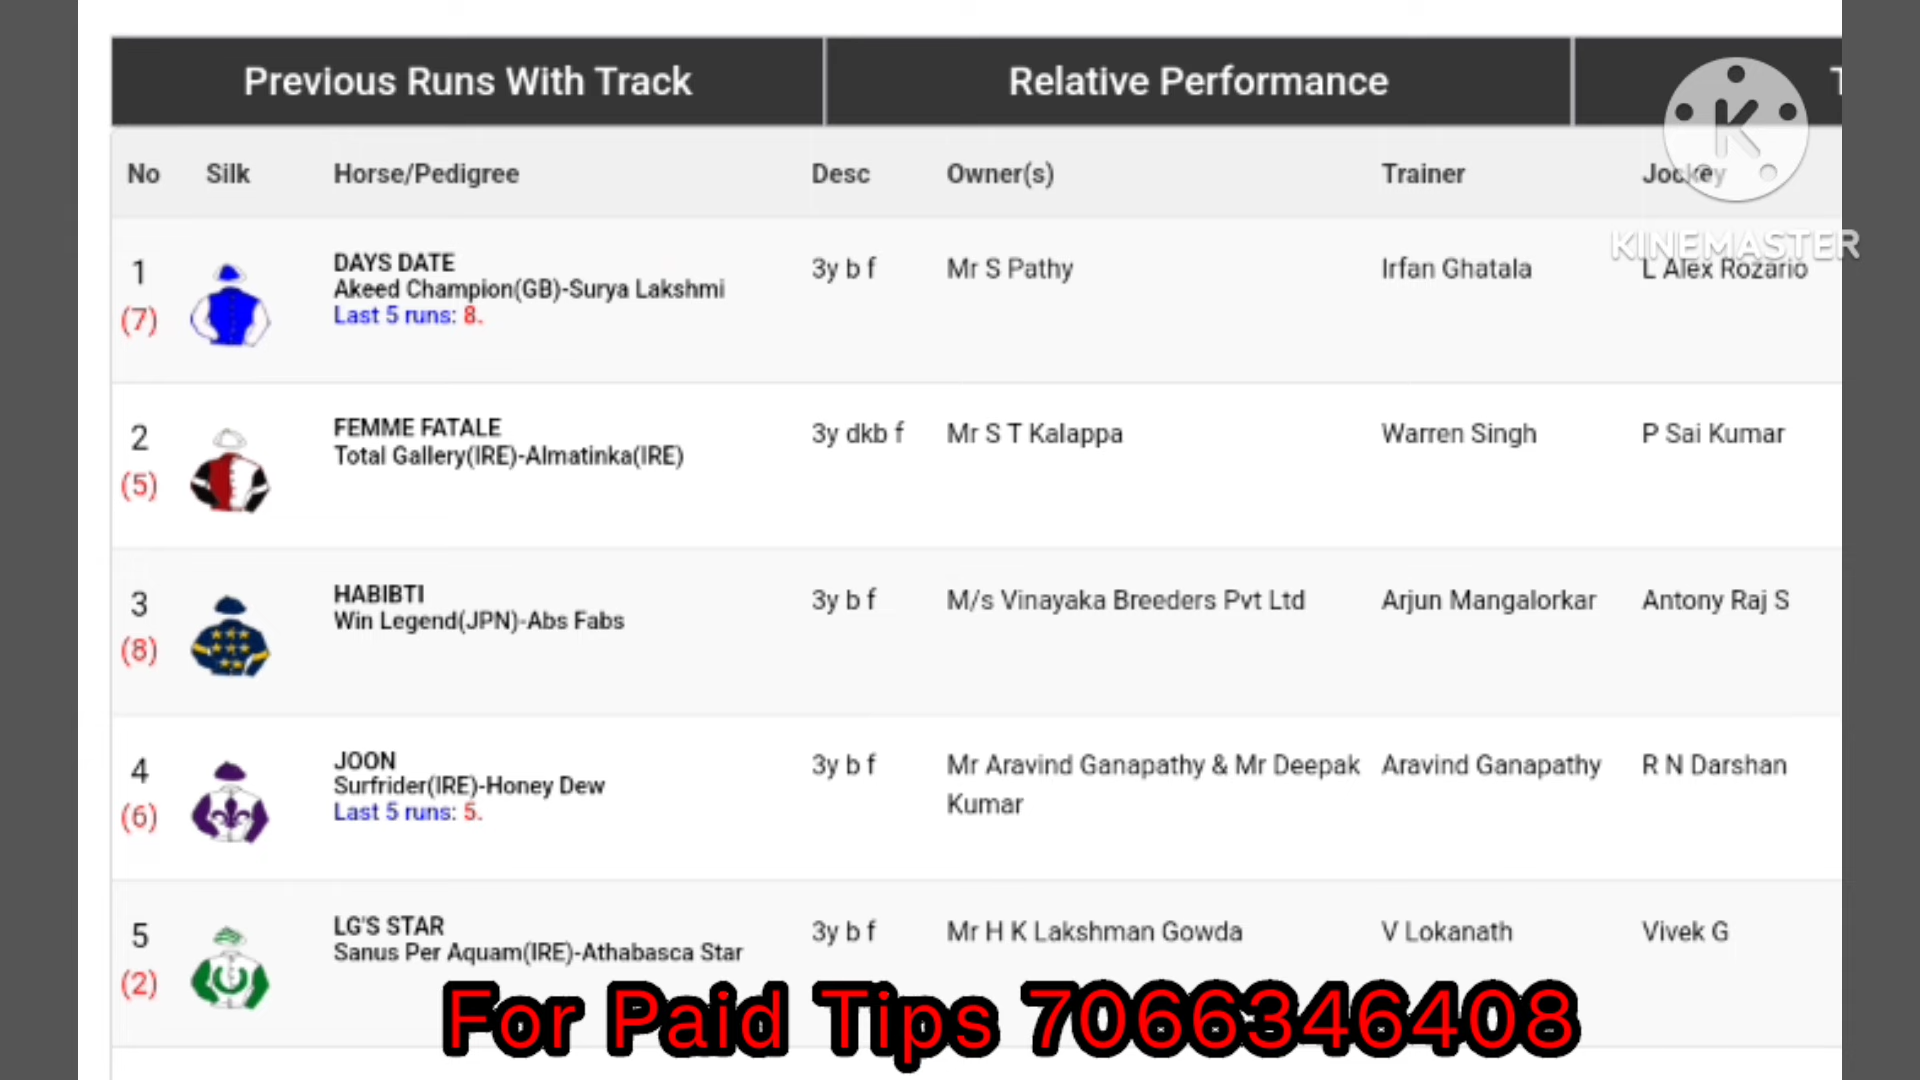 Previous Runs With Track Relative Performance
No Silk Horse/Pedigree Desc Owner(s) Trainer Jockey
K
KINEMASTER
1 DAYS DATE 3y b f Mr S Pathy Irfan Ghatala L Alex Rozario
Akeed Champion(GB)-Surya Lakshmi
(7) Last 5 runs: 8.
2 FEMME FATALE 3y dkb f Mr S T Kalappa Warren Singh P Sai Kumar
Total Gallery(IRE)-Almatinka(IRE)
(5)
3 HABIBTI 3y b f M/s Vinayaka Breeders Pvt Ltd Arjun Mangalorkar Antony Raj S
Win Legend(JPN)-Abs Fabs
(8)
4 JOON 3y b f Mr Aravind Ganapathy & Mr Deepak Aravind Ganapathy R N Darshan
Surfrider(IRE)-Honey Dew Kumar
(6) Last 5 runs: 5.
5 LG'S STAR 3y b f Mr H K Lakshman Gowda V Lokanath Vivek G
Sanus Per Aquam(IRE)-Athabasca Star
(2)
For Paid Tips 7066346408